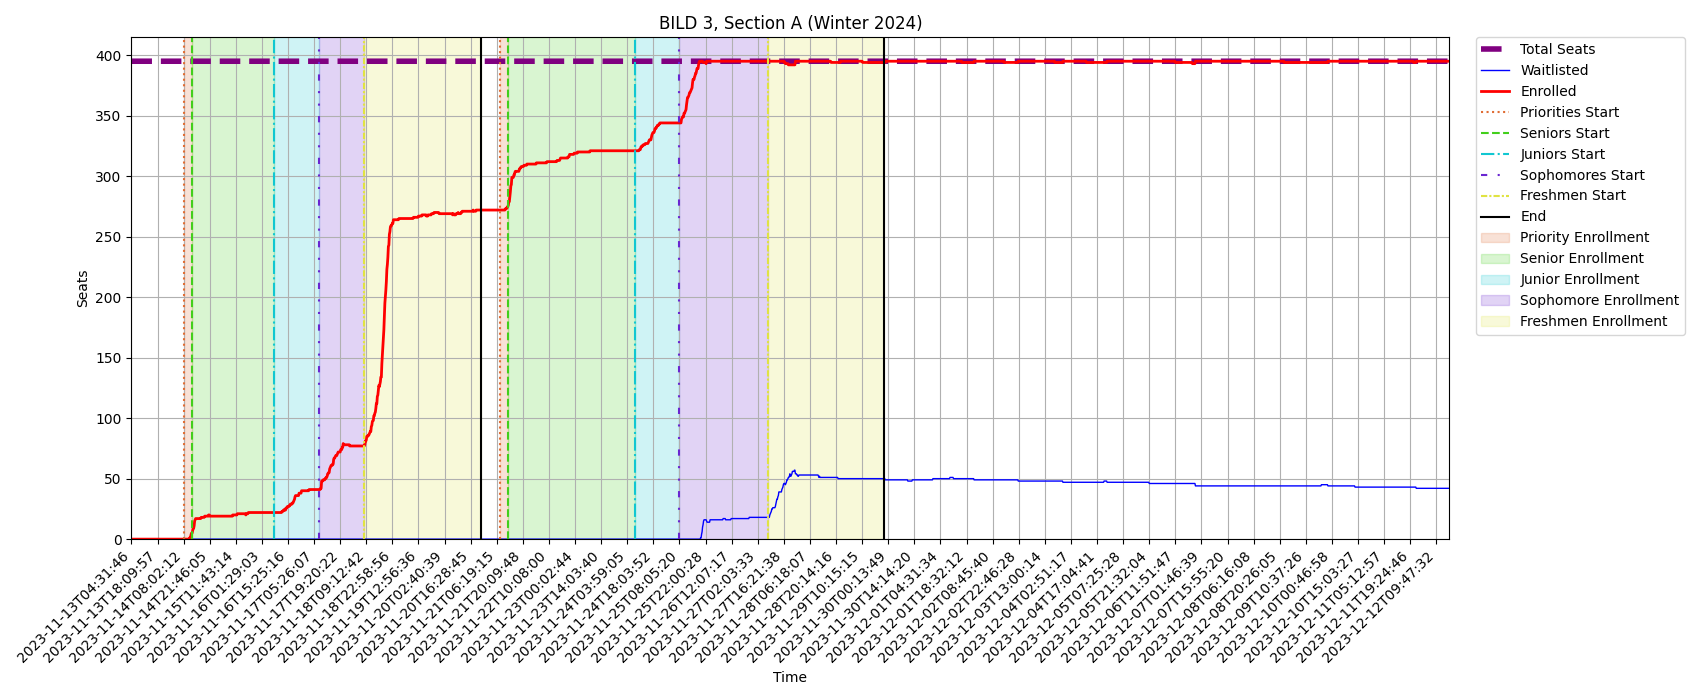 BILD 3, Section A (Winter 2024)
Seats
400
350
300
250
200
150
100
50
0
2023-11-13T04:31:46
2023-11-13T18:09:57
2023-11-14T08:02:12
2023-11-14T21:46:05
2023-11-15T11:43:14
2023-11-16T01:29:03
2023-11-16T15:25:16
2023-11-17T05:26:07
2023-11-17T19:20:22
2023-11-18T09:12:42
2023-11-18T22:58:56
2023-11-19T12:56:36
2023-11-20T02:40:39
2023-11-20T16:28:45
2023-11-21T06:19:15
2023-11-21T20:09:48
2023-11-22T10:08:00
2023-11-23T00:02:44
2023-11-23T14:03:40
2023-11-24T03:59:05
2023-11-24T18:03:52
2023-11-25T08:05:20
2023-11-25T22:00:28
2023-11-26T12:07:17
2023-11-27T02:03:33
2023-11-27T16:21:38
2023-11-28T06:18:07
2023-11-28T20:14:16
2023-11-29T10:15:15
2023-11-30T00:13:49
2023-11-30T14:14:20
2023-12-01T04:31:34
2023-12-01T18:32:12
2023-12-02T08:45:40
2023-12-02T22:46:28
2023-12-03T13:00:14
2023-12-04T02:51:17
2023-12-04T17:04:41
2023-12-05T07:25:28
2023-12-05T21:32:04
2023-12-06T11:51:47
2023-12-07T01:46:39
2023-12-07T15:55:20
2023-12-08T06:16:08
2023-12-08T20:26:05
2023-12-09T10:37:26
2023-12-10T00:46:58
2023-12-10T15:03:27
2023-12-11T05:12:57
2023-12-11T19:24:46
2023-12-12T09:47:32
Time
Total Seats
Waitlisted
Enrolled
Priorities Start
Seniors Start
Juniors Start
Sophomores Start
Freshmen Start
End
Priority Enrollment
Senior Enrollment
Junior Enrollment
Sophomore Enrollment
Freshmen Enrollment